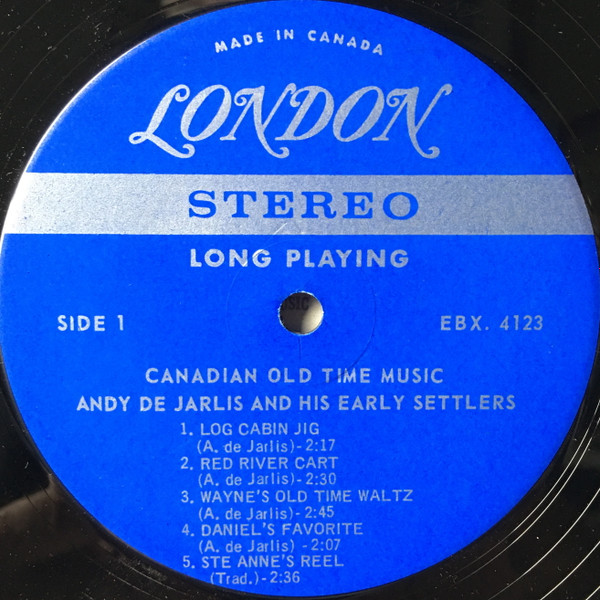 MADE IN CANADA
LONDON
STEREO
LONG PLAYING
SIDE 1
EBX. 4123
CANADIAN OLD TIME MUSIC
ANDY DE JARLIS AND HIS EARLY SETTLERS
1. LOG CABIN JIG
(A. de Jarlis)-2:17
2. RED RIVER CART
(A. de Jarlis)-2:30
3. WAYNE'S OLD TIME WALTZ
(A. de Jarlis)-2:45
4. DANIEL'S FAVORITE
(A. de Jarlis) -2:07
5. STE ANNE'S REEL
(Trad.)-2:36